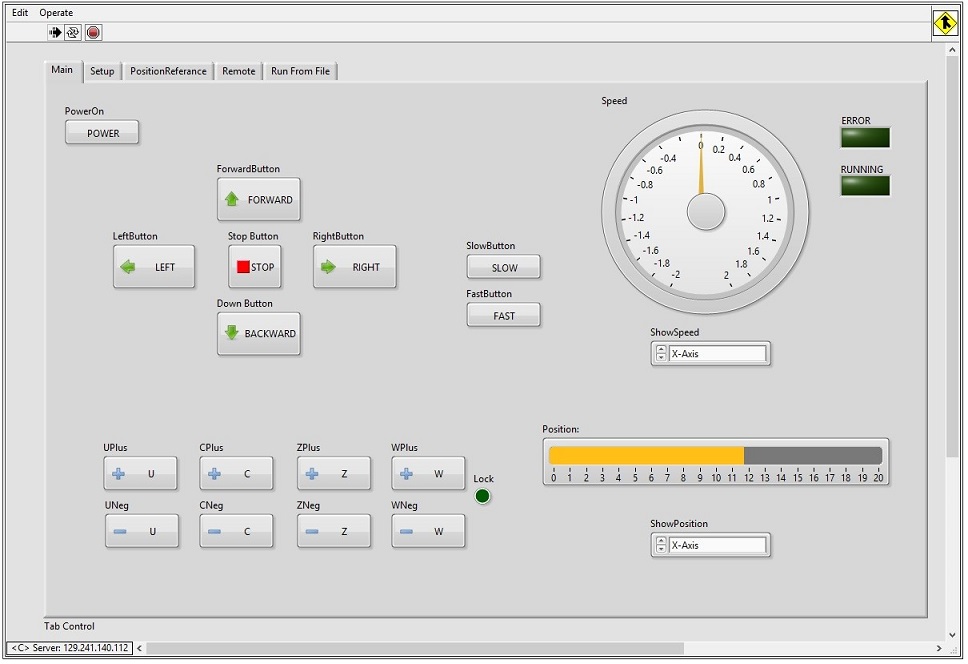 Edit Operate
Main Setup PositionReferance Remote Run From File
PowerOn
POWER
Speed
ERROR
RUNNING
ForwardButton
FORWARD
LeftButton
LEFT
Stop Button
STOP
RightButton
RIGHT
Down Button
BACKWARD
SlowButton
SLOW
FastButton
FAST
-2 -1.8 -1.6 -1.4 -1.2 -1 -0.8 -0.6 -0.4 0 0.2 0.4 0.6 0.8 1 1.2 1.4 1.6 1.8 2
ShowSpeed
X-Axis
Position:
0 1 2 3 4 5 6 7 8 9 10 11 12 13 14 15 16 17 18 19 20
ShowPosition
X-Axis
UPlus CPlus ZPlus WPlus
U C Z W
Lock
UNeg CNeg ZNeg WNeg
U C Z W
Tab Control
<C> Server: 129.241.140.112